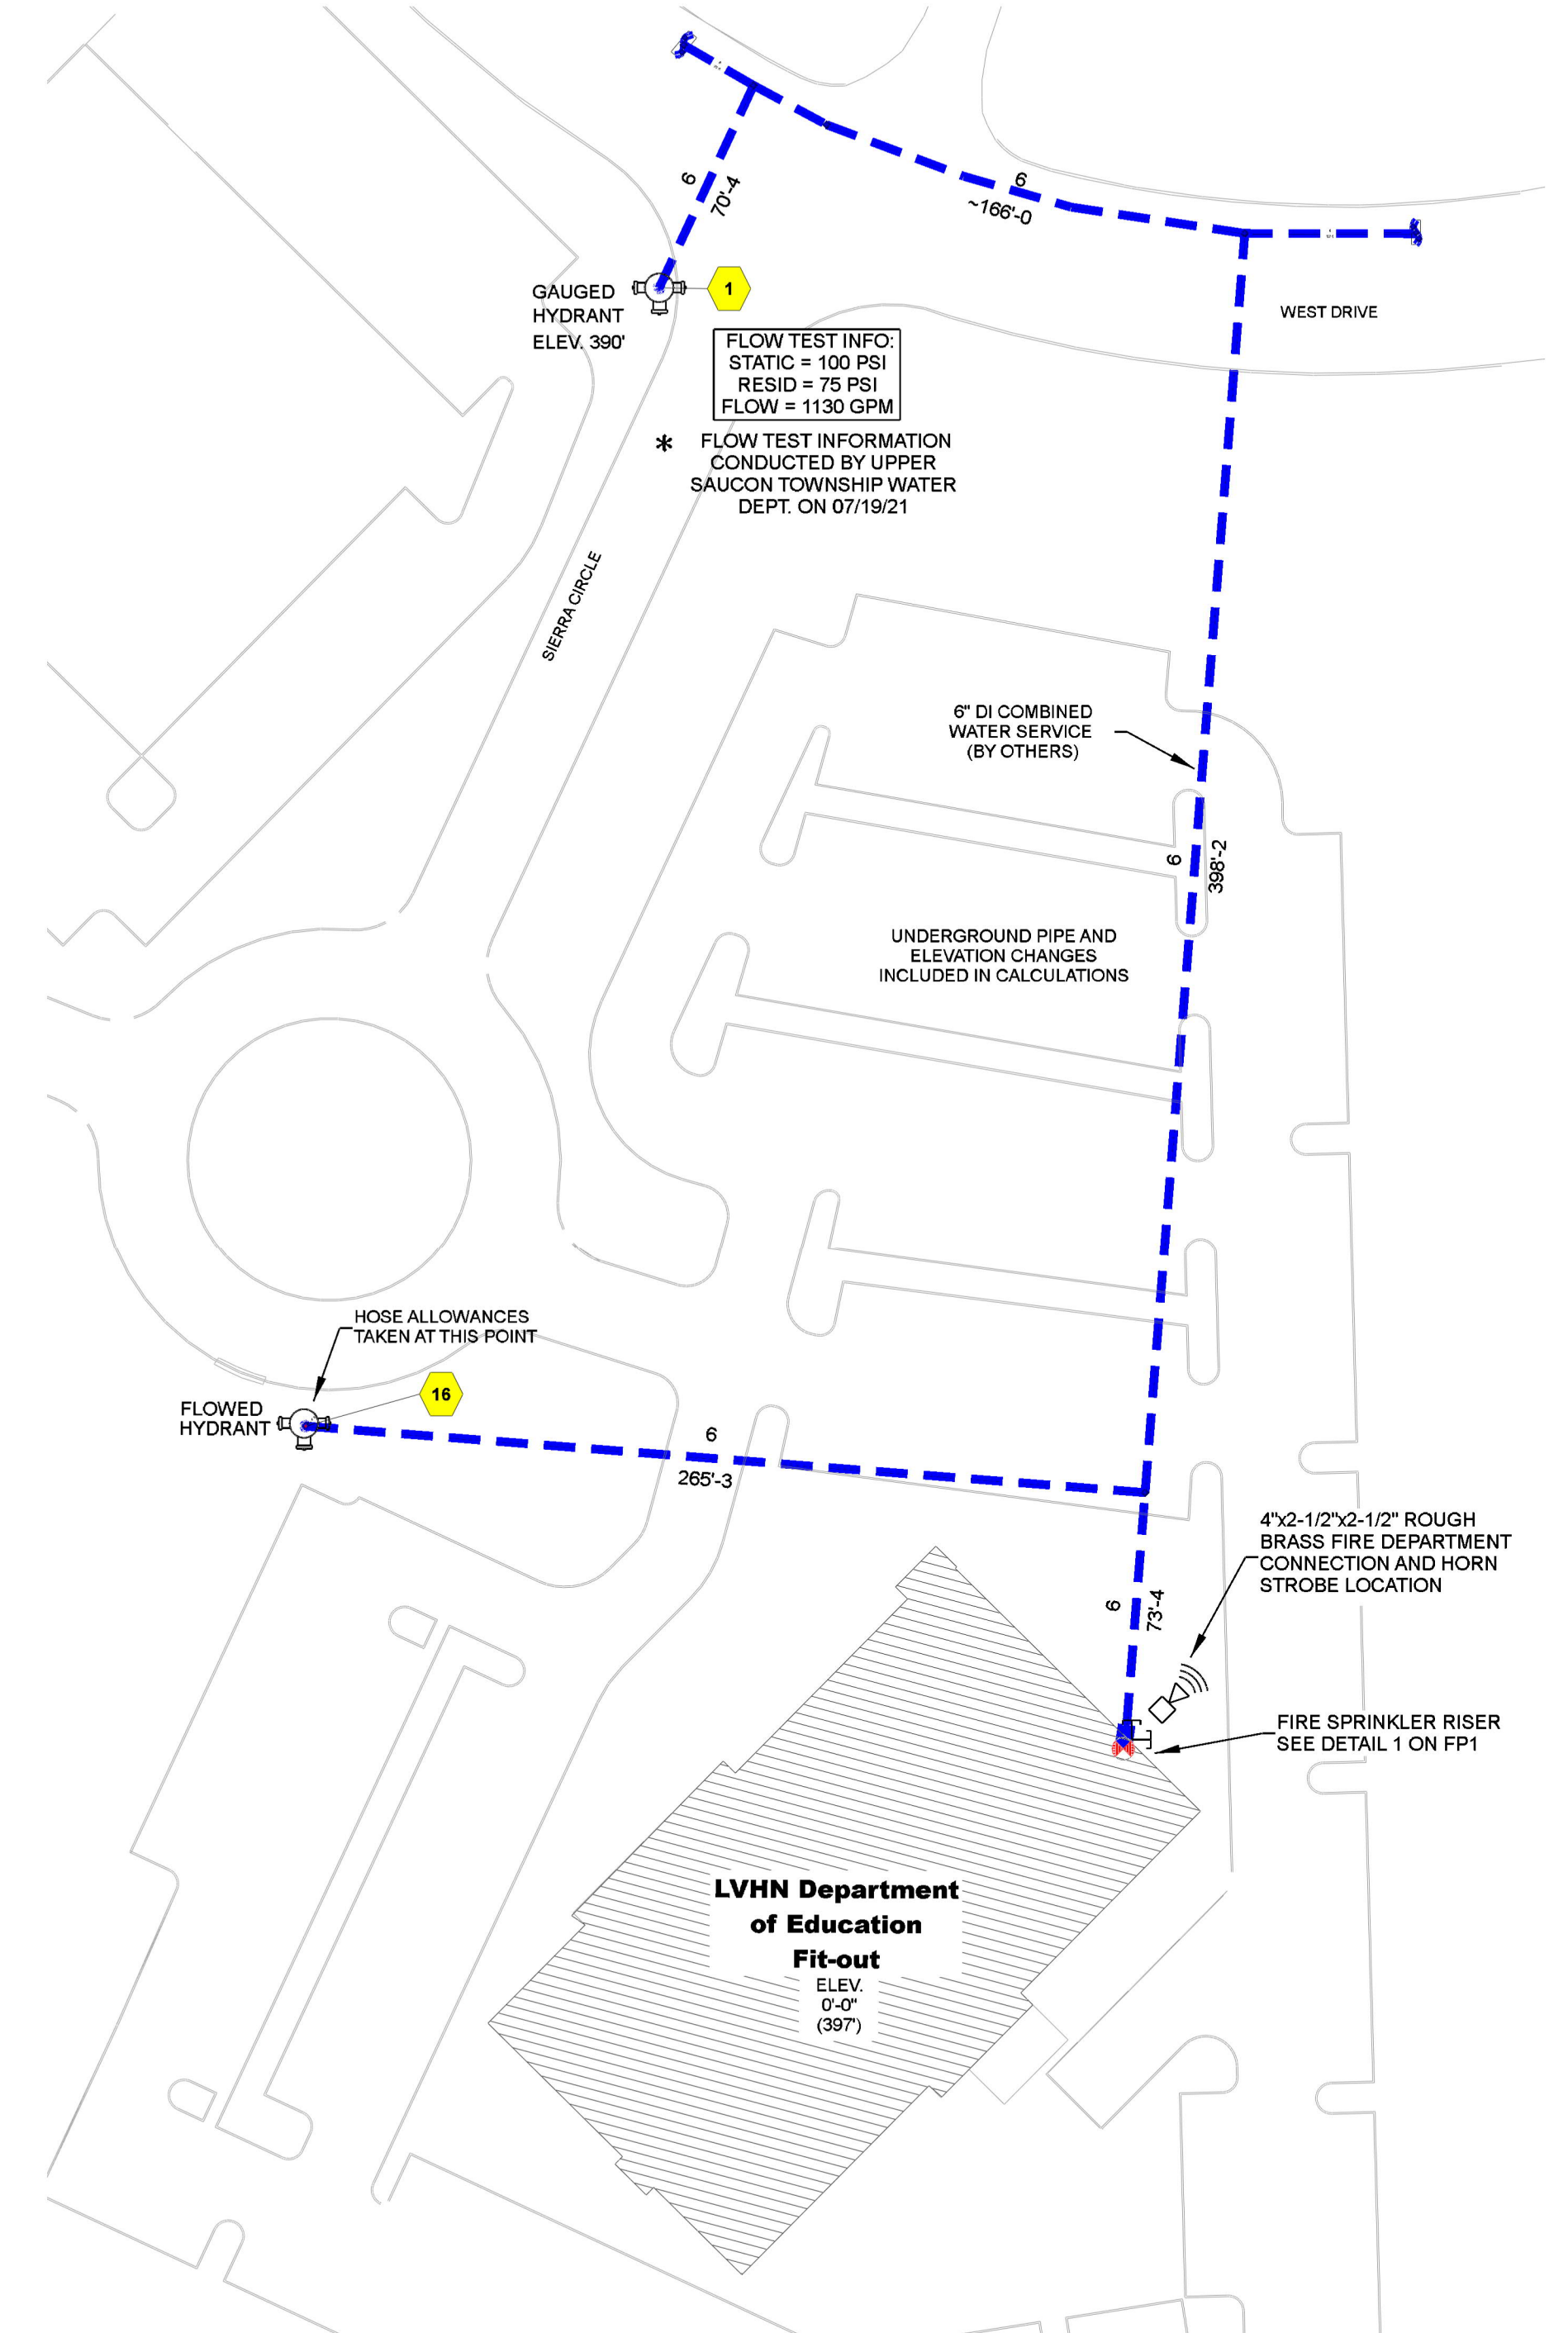 6
70'-4
6
~166'-0
GAUGED
HYDRANT
ELEV. 390'
1
WEST DRIVE
FLOW TEST INFO:
STATIC = 100 PSI
RESID = 75 PSI
FLOW = 1130 GPM
* FLOW TEST INFORMATION
CONDUCTED BY UPPER
SAUCON TOWNSHIP WATER
DEPT. ON 07/19/21
SIERRA CIRCLE
6" DI COMBINED
WATER SERVICE
(BY OTHERS)
6
398'-2
UNDERGROUND PIPE AND
ELEVATION CHANGES
INCLUDED IN CALCULATIONS
HOSE ALLOWANCES
TAKEN AT THIS POINT
16
FLOWED
HYDRANT
6
265'-3
4"x2-1/2"x2-1/2" ROUGH
BRASS FIRE DEPARTMENT
CONNECTION AND HORN
STROBE LOCATION
6
73'-4
FIRE SPRINKLER RISER
SEE DETAIL 1 ON FP1
LVHN Department
of Education
Fit-out
ELEV.
0'-0"
(397')